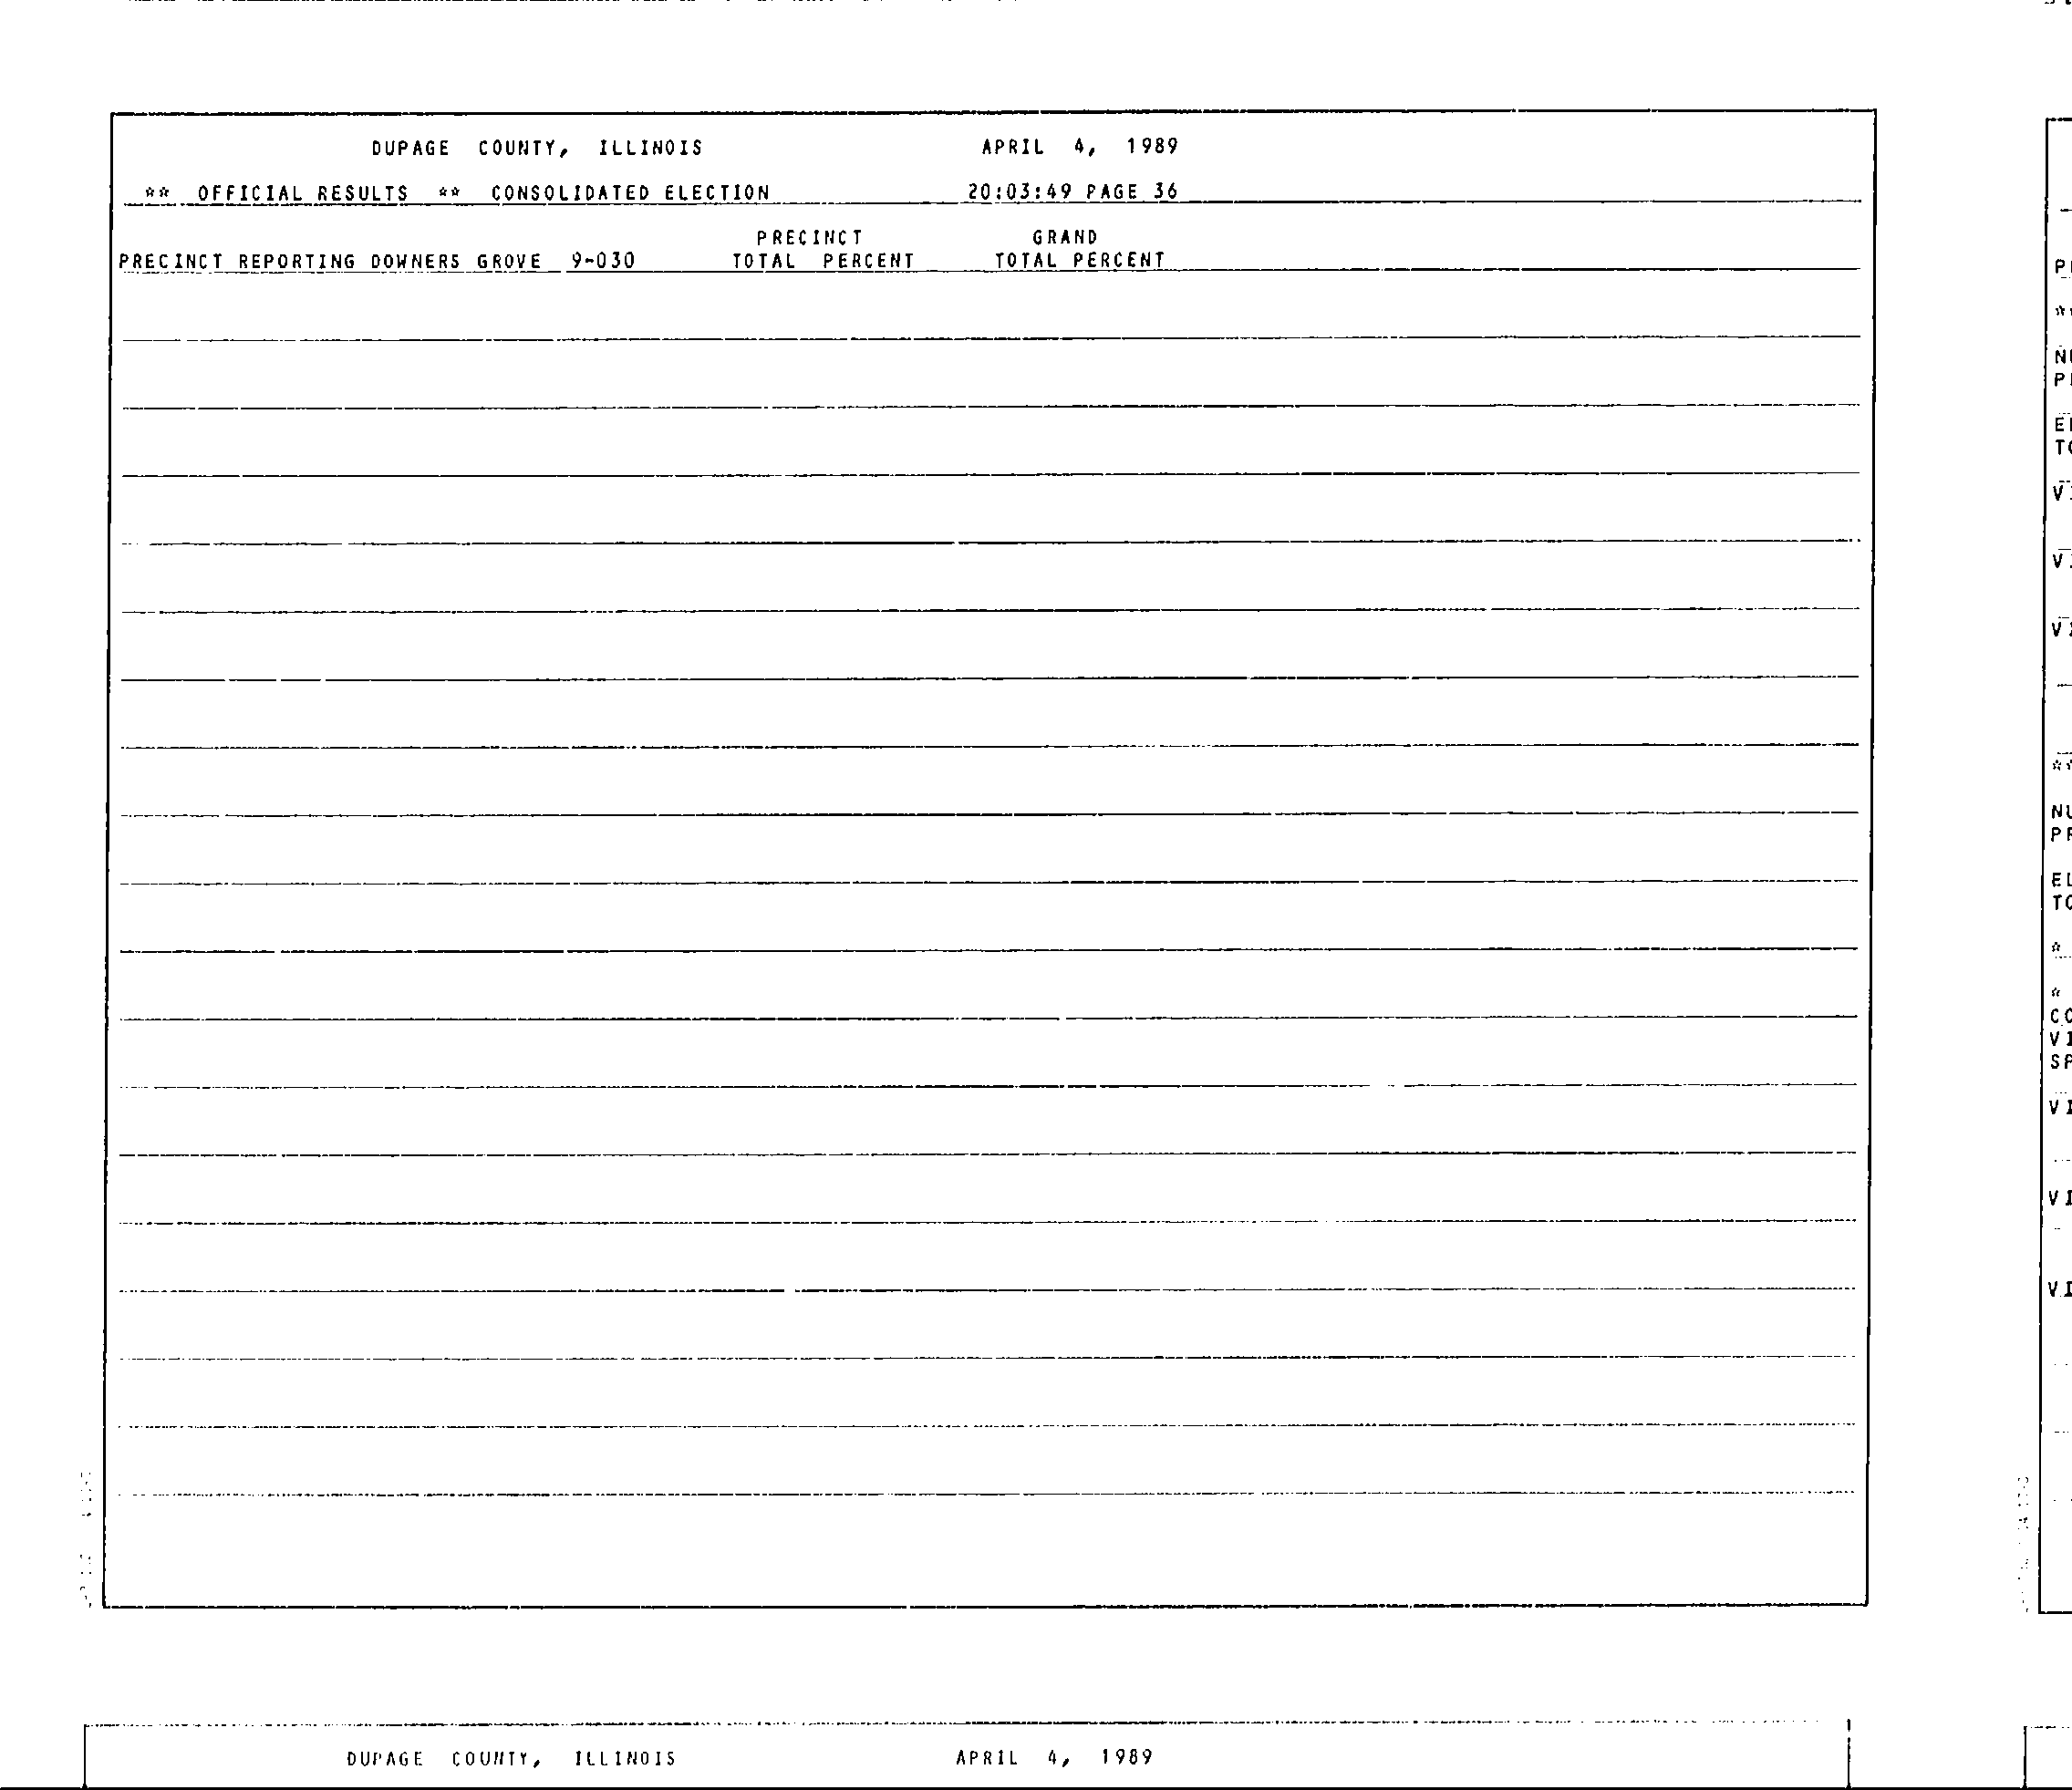 DUPAGE COUNTY, ILLINOIS APRIL 4, 1989
** OFFICIAL RESULTS ** CONSOLIDATED ELECTION 20:03:49 PAGE 36
PRECINCT GRAND
PRECINCT REPORTING DOWNERS GROVE 9-030 TOTAL PERCENT TOTAL PERCENT
DUPAGE COUNTY, ILLINOIS APRIL 4, 1989